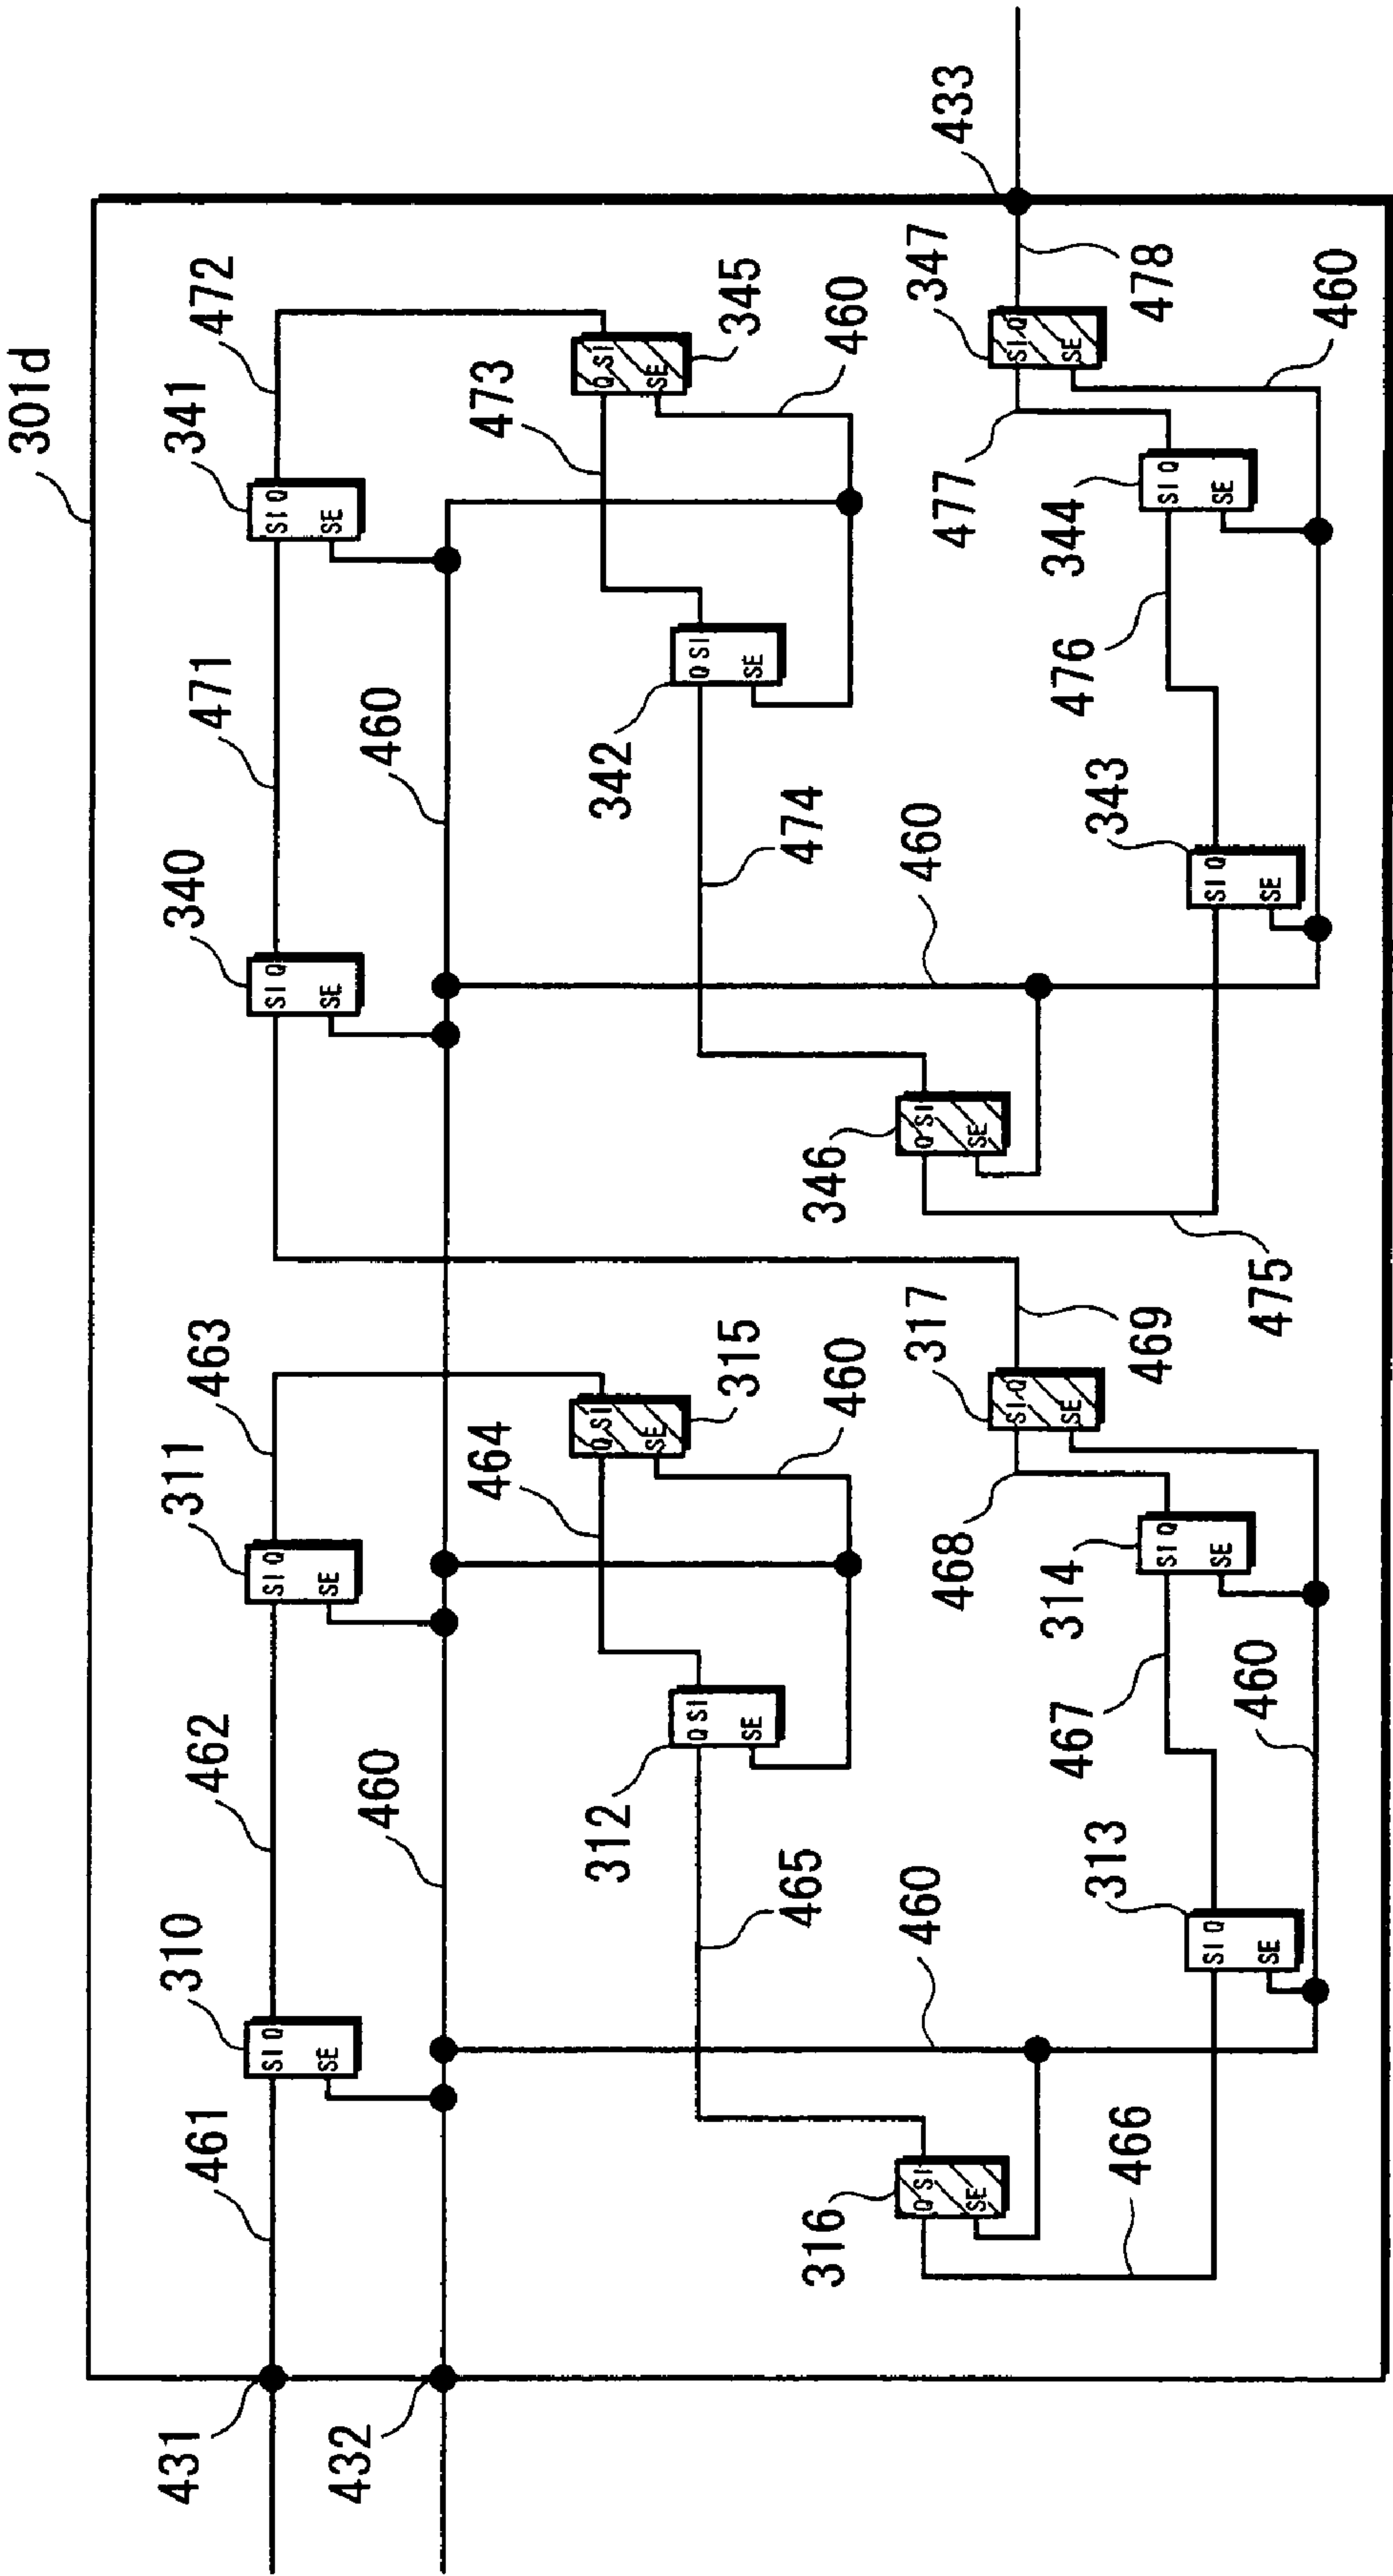 301d
431
461
310
462
311
463
340
471
341
472
SI Q
SE
SI Q
SE
SI Q
SE
SI Q
SE
432
460
460
464
315
473
345
Q SI
SE
Q SI
SE
312
Q SI
SE
460
342
Q SI
SE
460
465
474
316
Q SI
SE
460
346
Q SI
SE
460
433
468
317
SI Q
SE
469
477
347
SI Q
SE
478
466
467
314
SI Q
SE
475
476
344
SI Q
SE
313
SI Q
SE
460
343
SI Q
SE
460